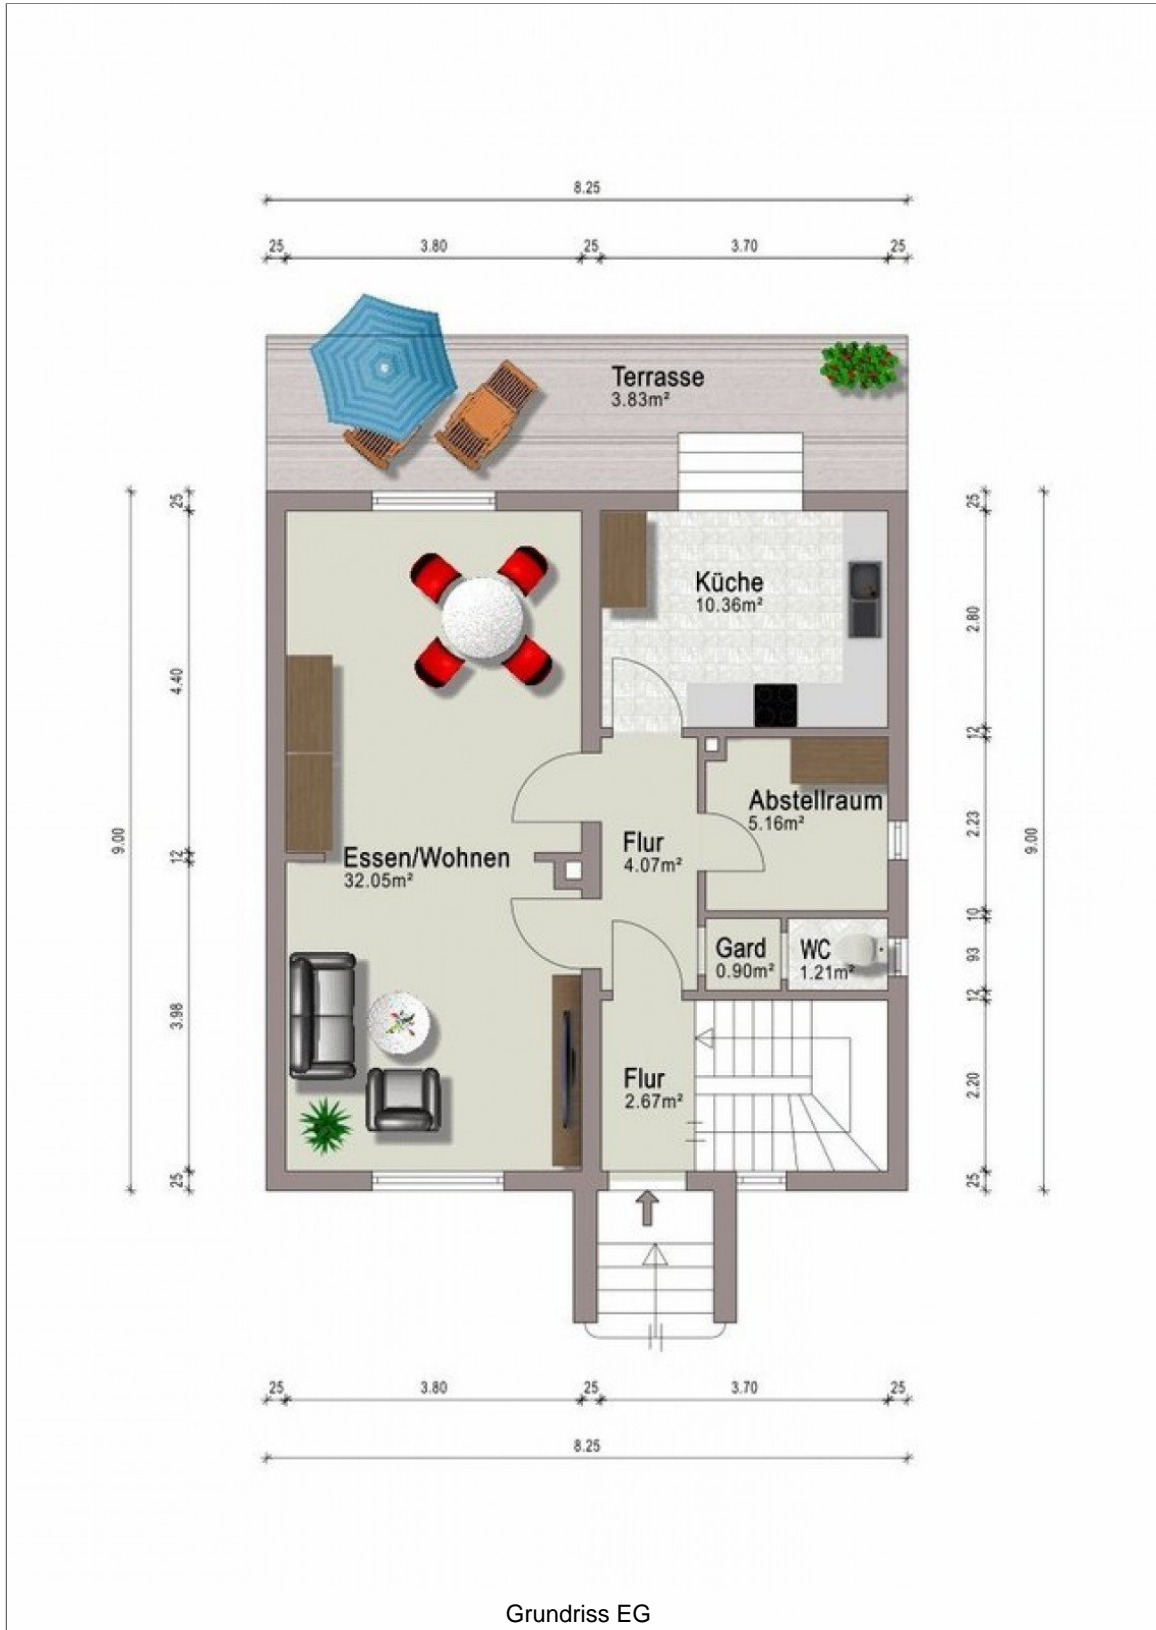 8.25
25 3.80 25 3.70 25
Terrasse
3.83m²
25
4.40
12
3.98
25
9.00
Küche
10.36m²
Essen/Wohnen
32.05m²
Flur
4.07m²
Abstellraum
5.16m²
Gard
0.90m²
WC
1.21m²
Flur
2.67m²
25
2.80
12
2.23
10
93
12
2.20
25
9.00
25 3.80 25 3.70 25
8.25
Grundriss EG